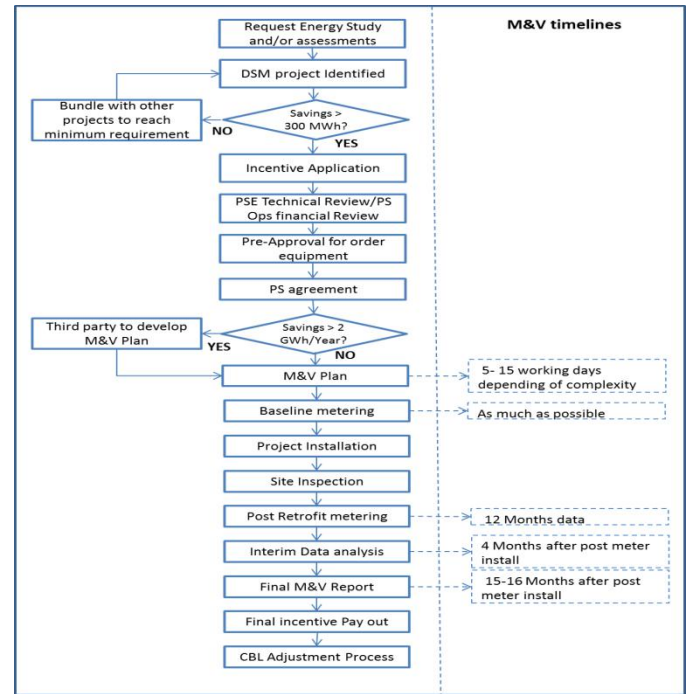 Request Energy Study
and/or assessments
M&V timelines
DSM project Identified
Bundle with other
projects to reach
minimum requirement
NO
Savings >
300 MWh?
YES
Incentive Application
PSE Technical Review/PS
Ops financial Review
Pre-Approval for order
equipment
PS agreement
Third party to develop
M&V Plan
YES
Savings > 2
GWh/Year?
NO
M&V Plan
5- 15 working days
depending of complexity
Baseline metering
As much as possible
Project Installation
Site Inspection
Post Retrofit metering
12 Months data
Interim Data analysis
4 Months after post meter
install
Final M&V Report
15-16 Months after post
meter install
Final incentive Pay out
CBL Adjustment Process